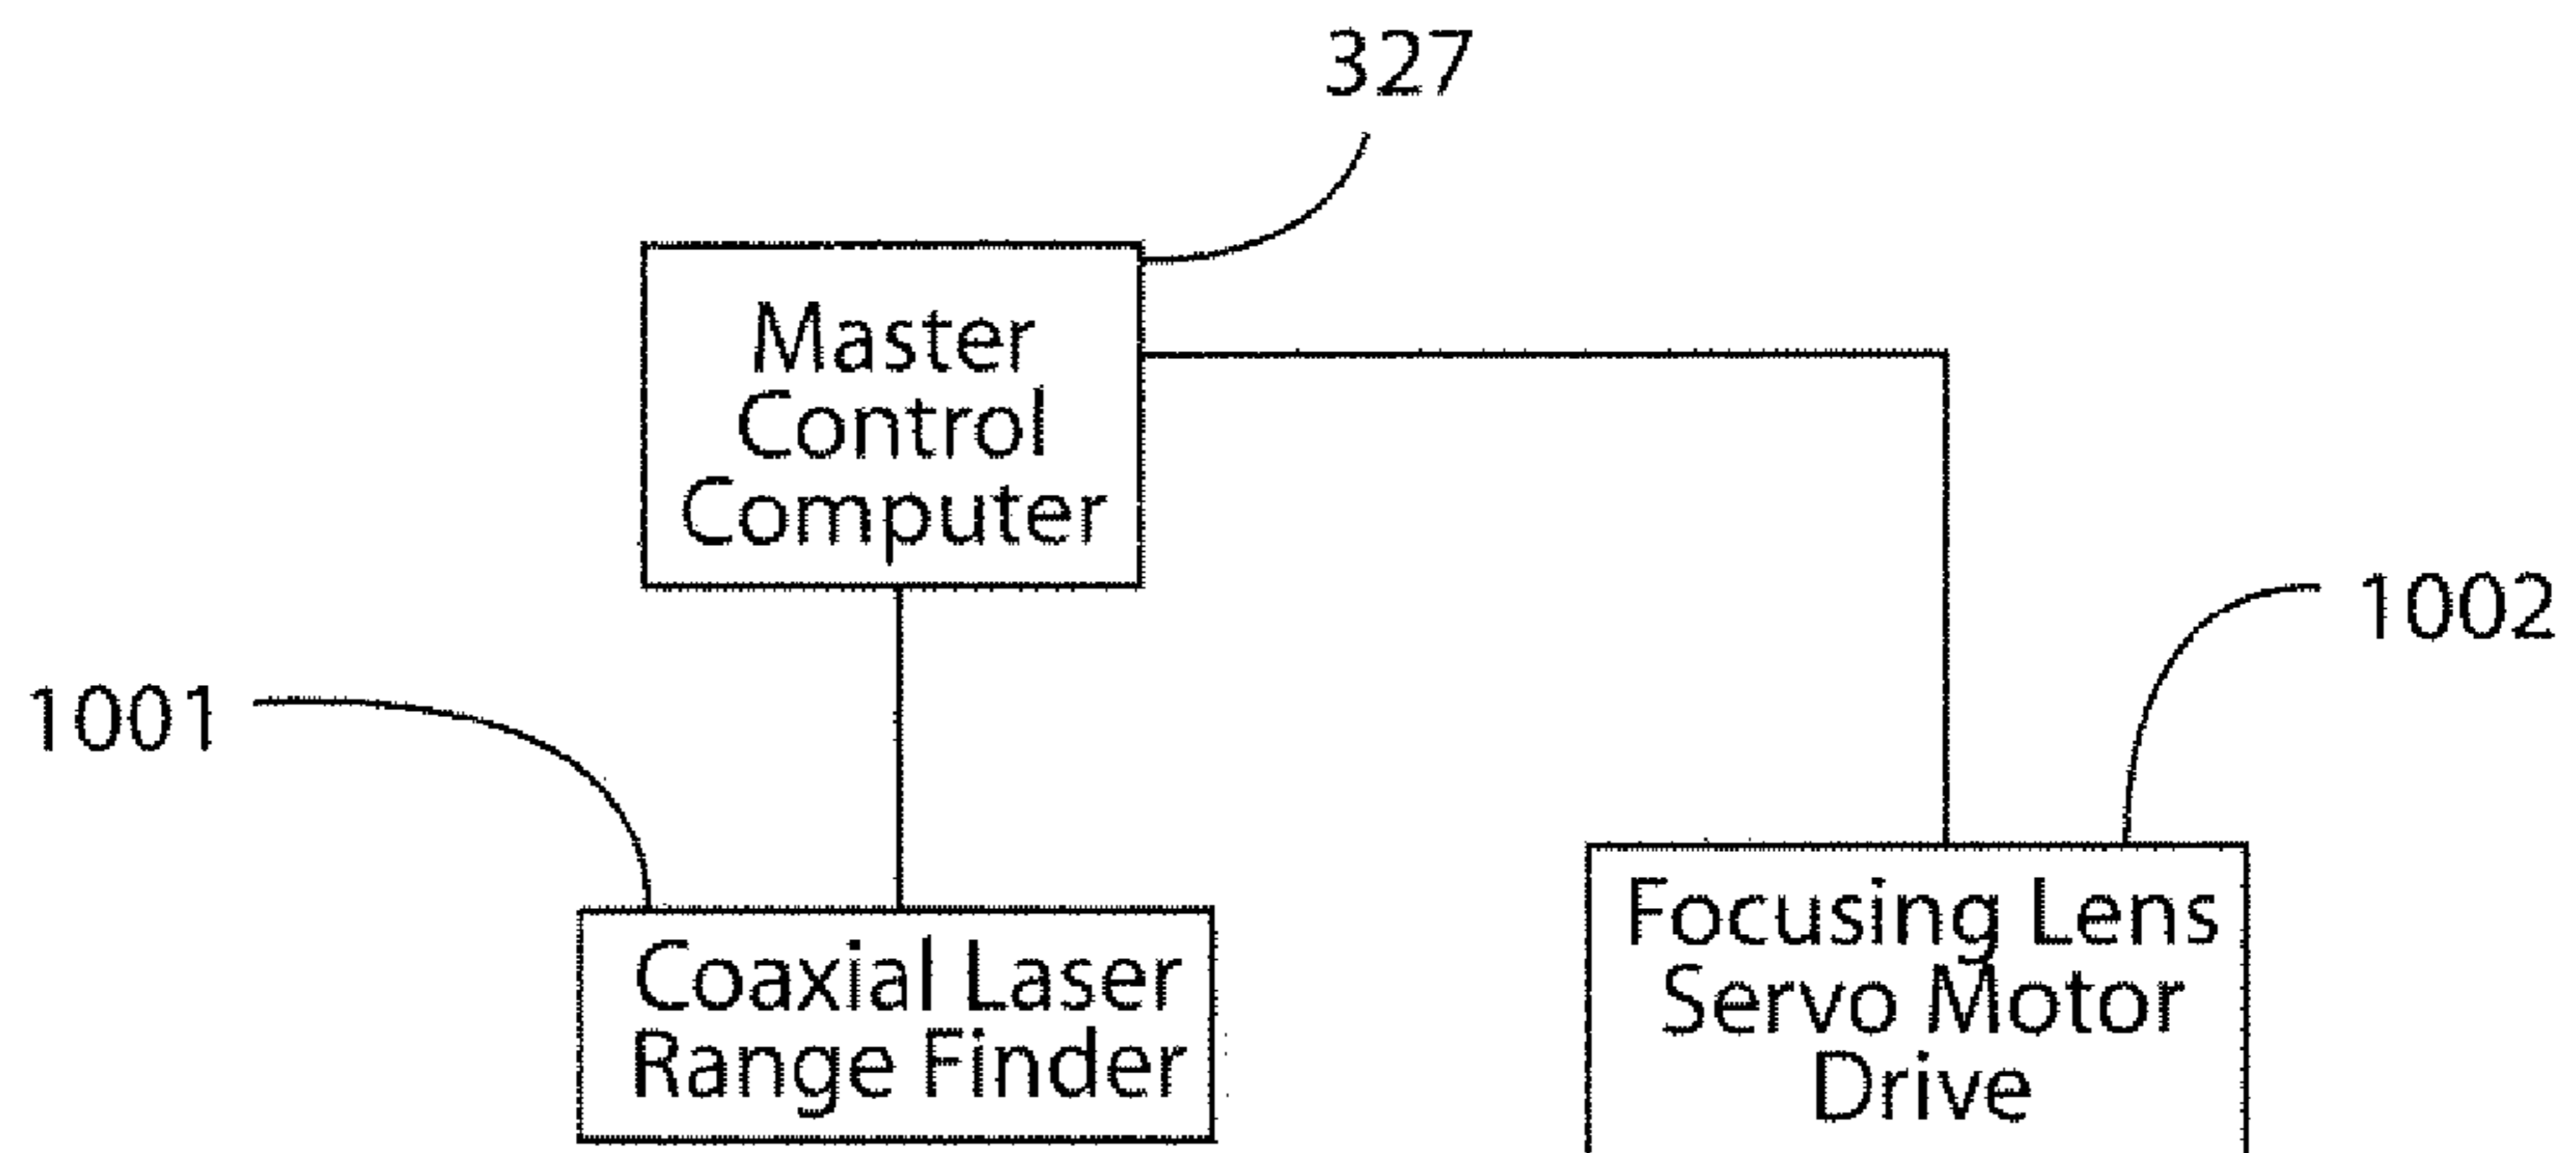 327
Master
Control
Computer
1002
1001
Coaxial Laser
Range Finder
Focusing Lens
Servo Motor
Drive